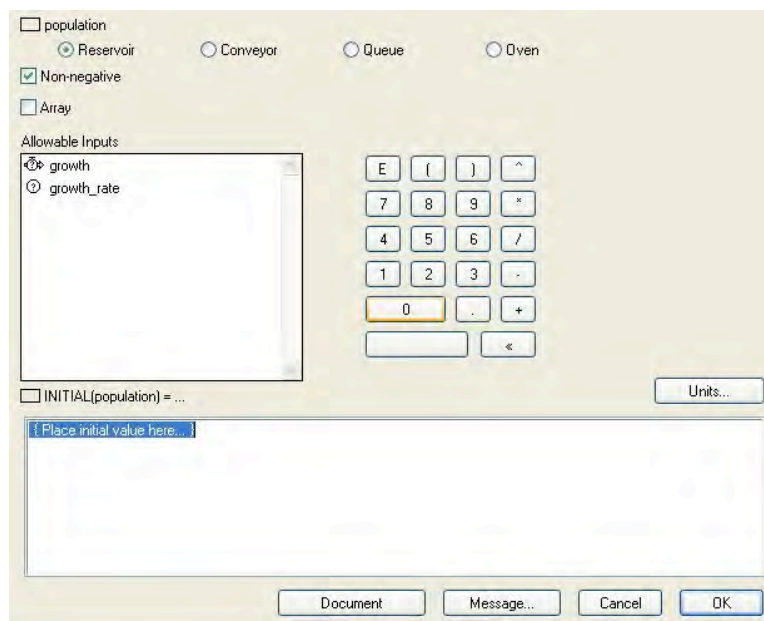 population
Reservoir Conveyor Queue Oven
Non-negative
Array
Allowable Inputs
growth
growth_rate
E ( ) ^
7 8 9 *
4 5 6 /
1 2 3 -
0 . +
«
INITIAL(population) = ...
Units...
{ Place initial value here... }
Document Message... Cancel OK